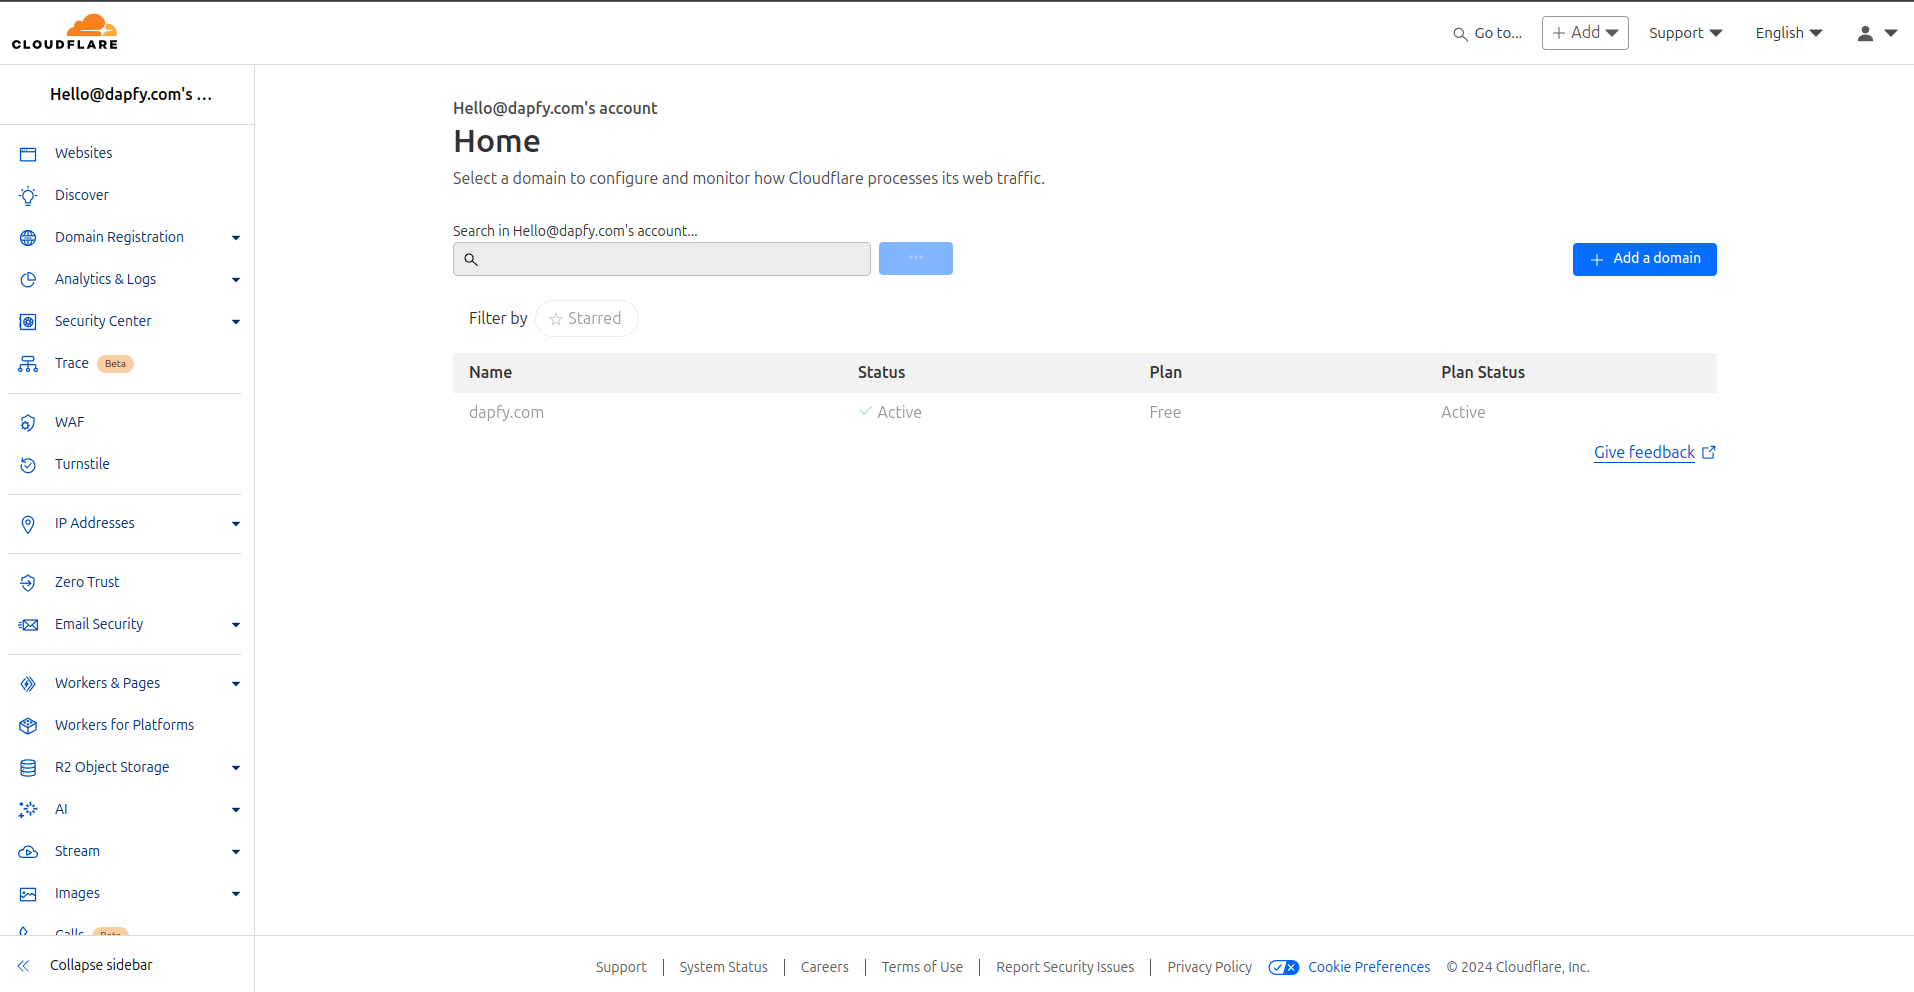 CLOUDFLARE
Go to...
Add
Support
English
Hello@dapfy.com's ...
Websites
Discover
Domain Registration
Analytics & Logs
Security Center
Trace Beta
WAF
Turnstile
IP Addresses
Zero Trust
Email Security
Workers & Pages
Workers for Platforms
R2 Object Storage
AI
Stream
Images
Calls Beta
Collapse sidebar
Hello@dapfy.com's account
Home
Select a domain to configure and monitor how Cloudflare processes its web traffic.
Search in Hello@dapfy.com's account...
Add a domain
Filter by Starred
Name Status Plan Plan Status
dapfy.com Active Free Active
Give feedback
Support System Status Careers Terms of Use Report Security Issues Privacy Policy Cookie Preferences © 2024 Cloudflare, Inc.